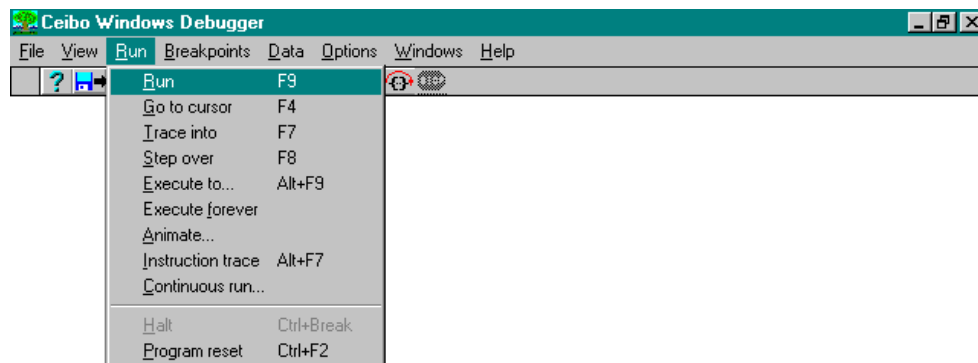 Ceibo Windows Debugger
File View Run Breakpoints Data Options Windows Help
?
Run F9
Go to cursor F4
Trace into F7
Step over F8
Execute to... Alt+F9
Execute forever
Animate...
Instruction trace Alt+F7
Continuous run...
Halt Ctrl+Break
Program reset Ctrl+F2